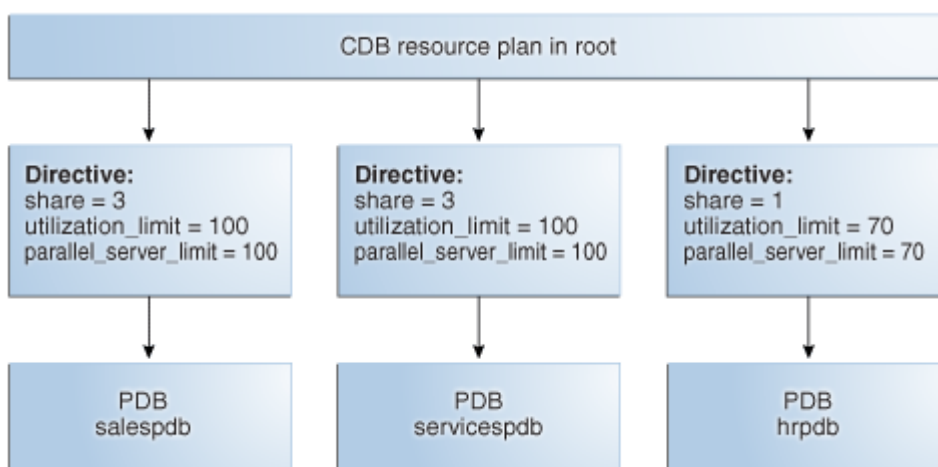 CDB resource plan in root
Directive:
share = 3
utilization_limit = 100
parallel_server_limit = 100
Directive:
share = 3
utilization_limit = 100
parallel_server_limit = 100
Directive:
share = 1
utilization_limit = 70
parallel_server_limit = 70
PDB
salespdb
PDB
servicespdb
PDB
hrpdb